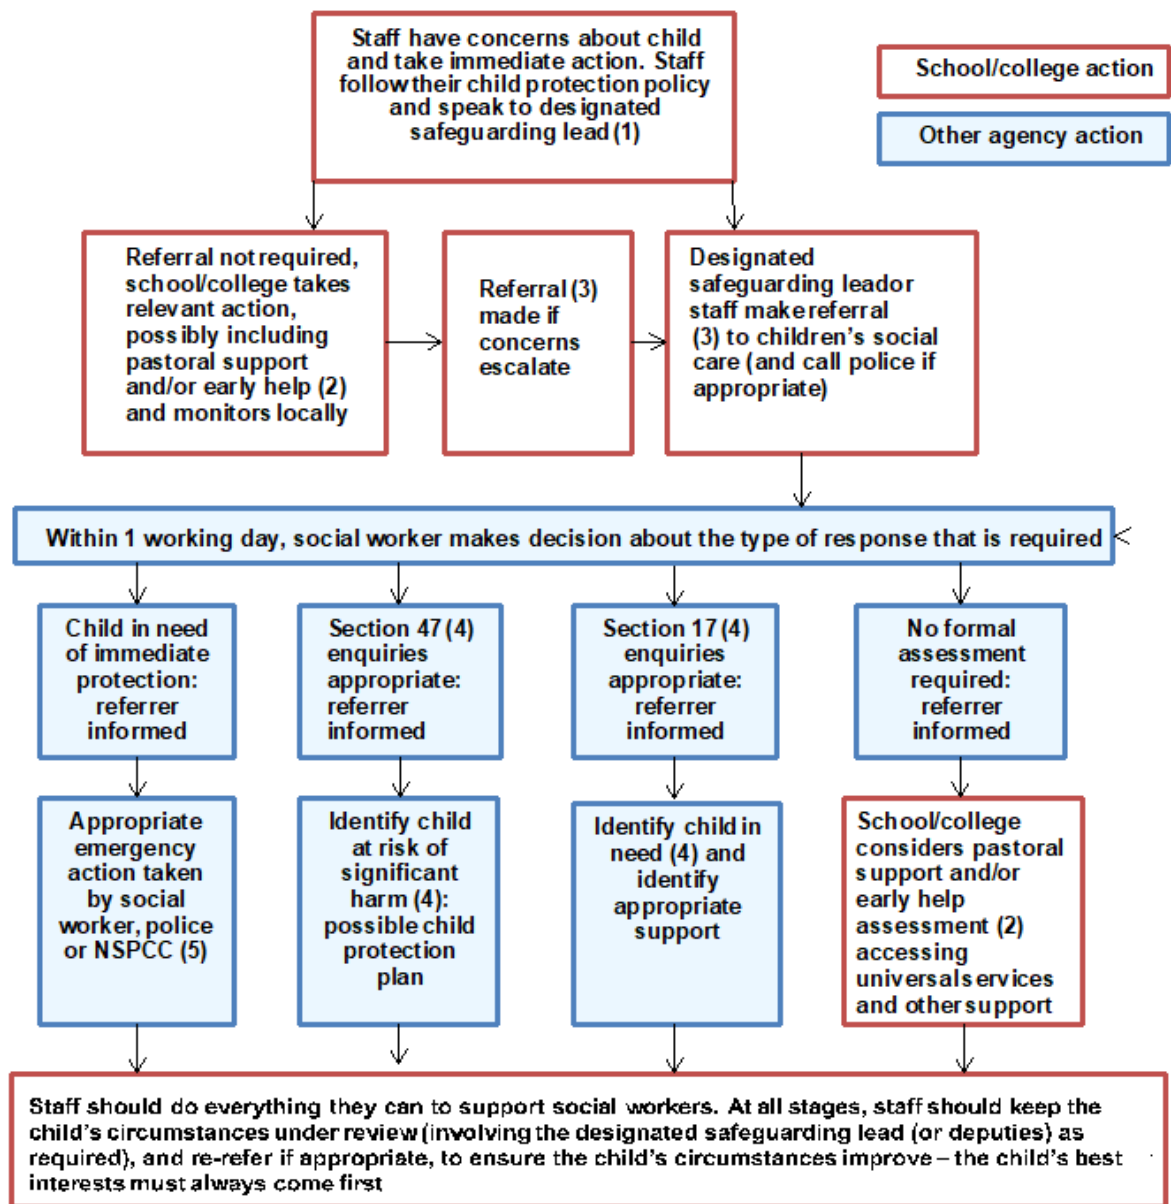 Staff have concerns about child
and take immediate action. Staff
follow their child protection policy
and speak to designated
safeguarding lead (1)
School/college action
Other agency action
Referral not required,
school/college takes
relevant action,
possibly including
pastoral support
and/or early help (2)
and monitors locally
Referral (3)
made if
concerns
escalate
Designated
safeguarding lead or
staff make referral
(3) to children's social
care (and call police if
appropriate)
Within 1 working day, social worker makes decision about the type of response that is required
Child in need
of immediate
protection:
referrer
informed
Section 47 (4)
enquiries
appropriate:
referrer
informed
Section 17 (4)
enquiries
appropriate:
referrer
informed
No formal
assessment
required:
referrer
informed
Appropriate
emergency
action taken
by social
worker, police
or NSPCC (5)
Identify child
at risk of
significant
harm (4):
possible child
protection
plan
Identify child in
need (4) and
identify
appropriate
support
School/college
considers pastoral
support and/or
early help
assessment (2)
accessing
universal services
and other support
Staff should do everything they can to support social workers. At all stages, staff should keep the
child's circumstances under review (involving the designated safeguarding lead (or deputies) as
required), and re-refer if appropriate, to ensure the child's circumstances improve – the child's best
interests must always come first